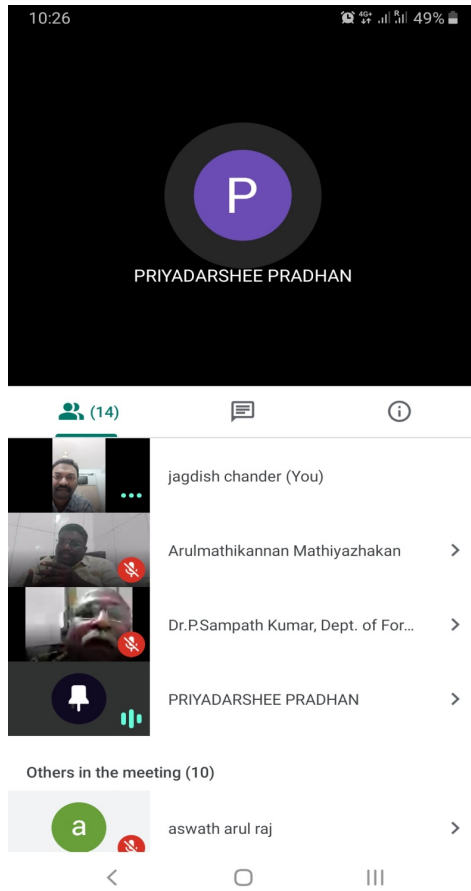 10:26 4G+ R 49%
P
PRIYADARSHEE PRADHAN
(14)
jagdish chander (You)
Arulmathikannan Mathiyazhakan
Dr.P.Sampath Kumar, Dept. of For...
PRIYADARSHEE PRADHAN
Others in the meeting (10)
a
aswath arul raj